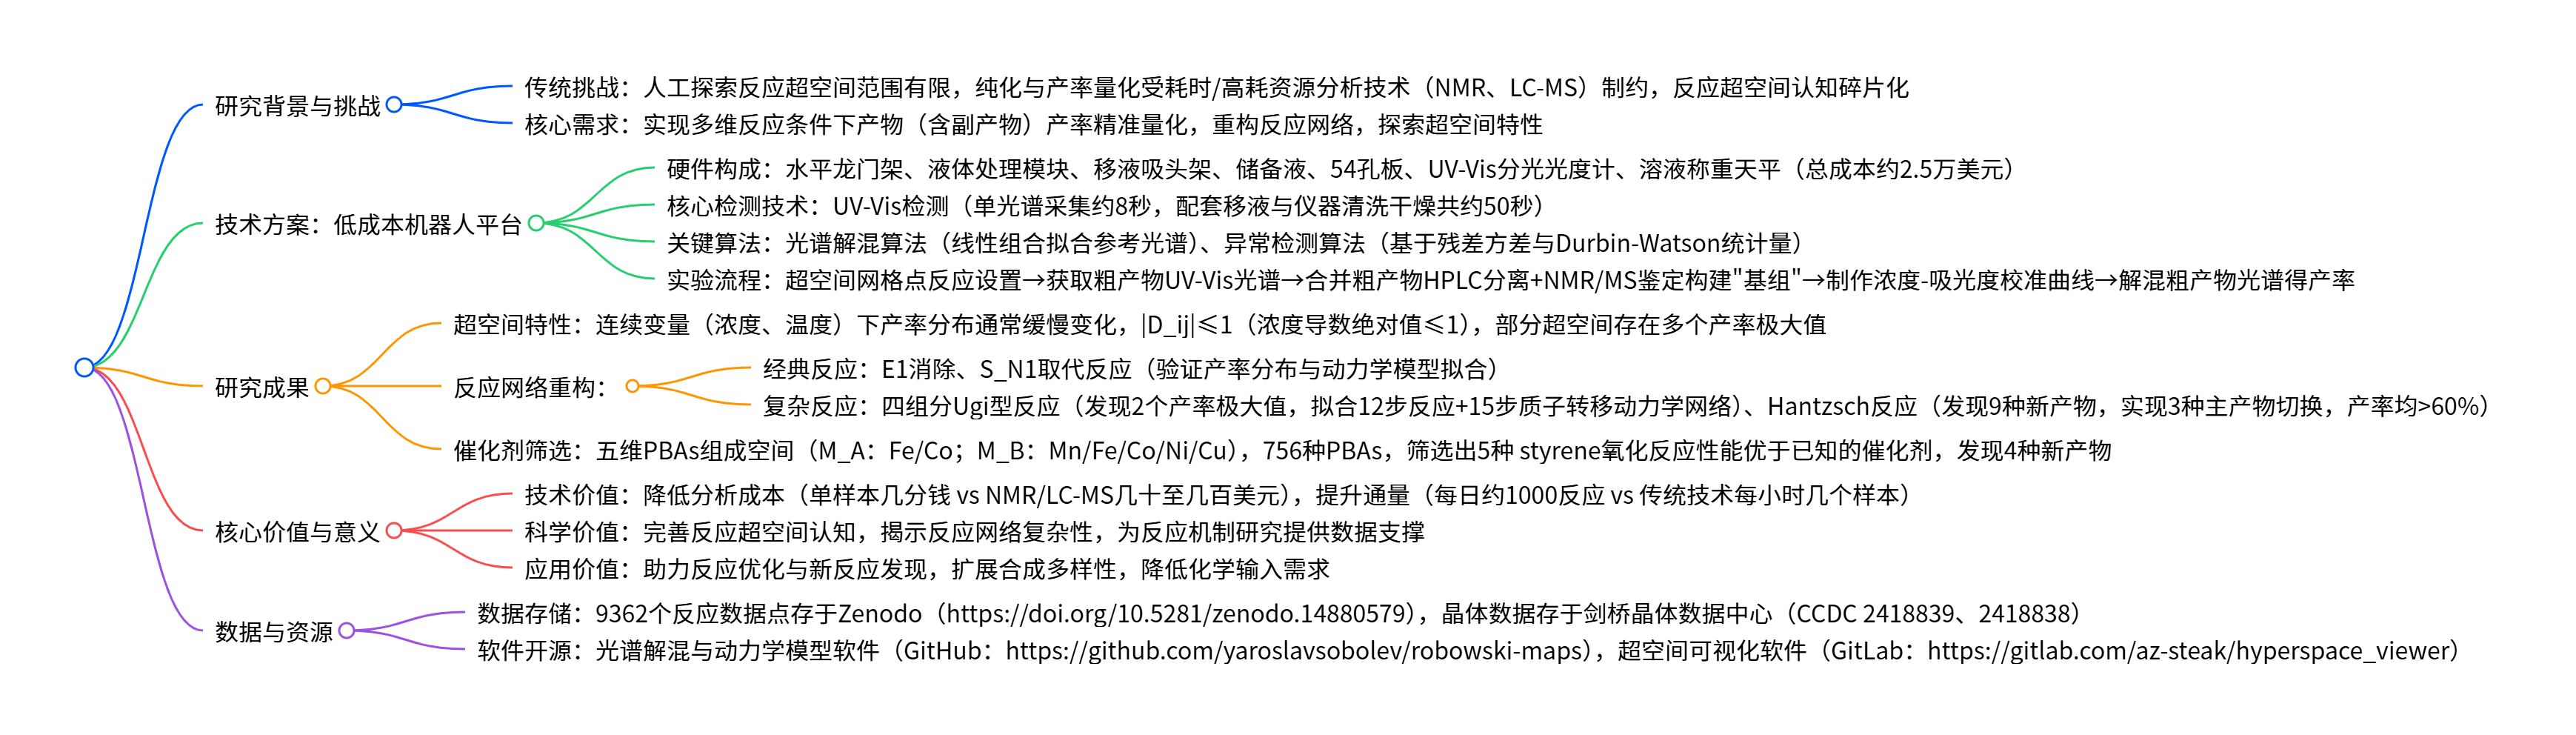 研究背景与挑战
传统挑战：人工探索反应超空间范围有限，纯化与产率量化受耗时/高耗资源分析技术（NMR、LC-MS）制约，反应超空间认知碎片化
核心需求：实现多维反应条件下产物（含副产物）产率精准量化，重构反应网络，探索超空间特性
技术方案：低成本机器人平台
硬件构成：水平龙门架、液体处理模块、移液吸头架、储备液、54孔板、UV-Vis分光光度计、溶液称重天平（总成本约2.5万美元）
核心检测技术：UV-Vis检测（单光谱采集约8秒，配套移液与仪器清洗干燥共约50秒）
关键算法：光谱解混算法（线性组合拟合参考光谱）、异常检测算法（基于残差方差与Durbin-Watson统计量）
实验流程：超空间网格点反应设置→获取粗产物UV-Vis光谱→合并粗产物HPLC分离+NMR/MS鉴定构建"基组"→制作浓度-吸光度校准曲线→解混粗产物光谱得产率
研究成果
超空间特性：连续变量（浓度、温度）下产率分布通常缓慢变化，|D_ij|≤1（浓度导数绝对值≤1），部分超空间存在多个产率极大值
反应网络重构：
经典反应：E1消除、S_N1取代反应（验证产率分布与动力学模型拟合）
复杂反应：四组分Ugi型反应（发现2个产率极大值，拟合12步反应+15步质子转移动力学网络）、Hantzsch反应（发现9种新产物，实现3种主产物切换，产率均>60%）
催化剂筛选：五维PBAs组成空间（M_A：Fe/Co；M_B：Mn/Fe/Co/Ni/Cu），756种PBAs，筛选出5种 styrene氧化反应性能优于已知的催化剂，发现4种新产物
核心价值与意义
技术价值：降低分析成本（单样本几分钱 vs NMR/LC-MS几十至几百美元），提升通量（每日约1000反应 vs 传统技术每小时几个样本）
科学价值：完善反应超空间认知，揭示反应网络复杂性，为反应机制研究提供数据支撑
应用价值：助力反应优化与新反应发现，扩展合成多样性，降低化学输入需求
数据与资源
数据存储：9362个反应数据点存于Zenodo（https://doi.org/10.5281/zenodo.14880579），晶体数据存于剑桥晶体数据中心（CCDC 2418839、2418838）
软件开源：光谱解混与动力学模型软件（GitHub：https://github.com/yaroslavsobolev/robowski-maps），超空间可视化软件（GitLab：https://gitlab.com/az-steak/hyperspace_viewer）